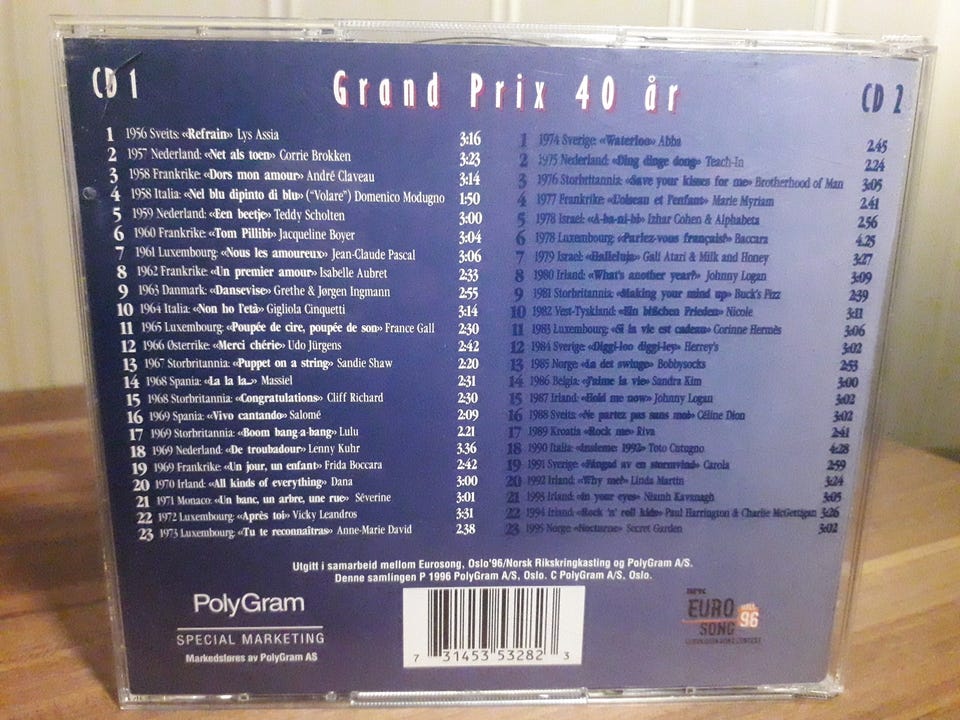 CD 1
Grand Prix 40 år
CD 2
1 1956 Sveits: «Refrain» Lys Assia 3:16
2 1957 Nederland: «Net als toen» Corrie Brokken 3:23
3 1958 Frankrike: «Dors mon amour» André Claveau 3:14
4 1958 Italia: «Nel blu dipinto di blu» ("Volare") Domenico Modugno 1:50
5 1959 Nederland: «Een beetje» Teddy Scholten 3:00
6 1960 Frankrike: «Tom Pillibi» Jacqueline Boyer 3:04
7 1961 Luxembourg: «Nous les amoureux» Jean-Claude Pascal 3:06
8 1962 Frankrike: «Un premier amour» Isabelle Aubret 2:33
9 1963 Danmark: «Dansevise» Grethe & Jørgen Ingmann 2:55
10 1964 Italia: «Non ho l'età» Gigliola Cinquetti 3:14
11 1965 Luxembourg: «Poupée de cire, poupée de son» France Gall 2:30
12 1966 Østerrike: «Merci chérie» Udo Jürgens 2:42
13 1967 Storbritannia: «Puppet on a string» Sandie Shaw 2:20
14 1968 Spania: «La la la...» Massiel 2:31
15 1968 Storbritannia: «Congratulations» Cliff Richard 2:30
16 1969 Spania: «Vivo cantando» Salomé 2:09
17 1969 Storbritannia: «Boom bang-a-bang» Lulu 2.21
18 1969 Nederland: «De troubadour» Lenny Kuhr 3.36
19 1969 Frankrike: «Un jour, un enfant» Frida Boccara 2:42
20 1970 Irland: «All kinds of everything» Dana 3:00
21 1971 Monaco: «Un banc, un arbre, une rue» Séverine 3:01
22 1972 Luxembourg: «Après toi» Vicky Leandros 3:31
23 1973 Luxembourg: «Tu te reconnaîtras» Anne-Marie David 2.38
1 1974 Sverige: «Waterloo» Abba 2.45
2 1975 Nederland: «Ding dinge dong» Teach-In 2.24
3 1976 Storbritannia: «Save your kisses for me» Brotherhood of Man 3:05
4 1977 Frankrike: «L'oiseau et l'enfant» Marie Myriam 2.41
5 1978 Israel: «A-ba-ni-bi» Izhar Cohen & Alphabeta 2.56
6 1978 Luxembourg: «Parlez-vous français?» Baccara 4.25
7 1979 Israel: «Halleluja» Gali Atari & Milk and Honey 3:27
8 1980 Irland: «What's another year?» Johnny Logan 3:09
9 1981 Storbritannia: «Making your mind up» Buck's Fizz 2:39
10 1982 Vest-Tyskland: «Ein bißchen Frieden» Nicole 3:11
11 1983 Luxembourg: «Si la vie est cadeau» Corinne Hermès 3:06
12 1984 Sverige: «Diggi-loo diggi-ley» Herrey's 3:02
13 1985 Norge: «La det swinge» Bobbysocks 2:53
14 1986 Belgia: «J'aime la vie» Sandra Kim 3:00
15 1987 Irland: «Hold me now» Johnny Logan 3:02
16 1988 Sveits: «Ne partez pas sans moi» Céline Dion 3:02
17 1989 Kroatia: «Rock me» Riva 2:41
18 1990 Italia: «Insieme: 1992» Toto Cutugno 4:28
19 1991 Sverige: «Fångad av en stormvind» Carola 2:59
20 1992 Irland: «Why me?» Linda Martin 3:24
21 1993 Irland: «In your eyes» Niamh Kavanagh 3:05
22 1994 Irland: «Rock 'n' roll kids» Paul Harrington & Charlie McGettigan 3:26
23 1995 Norge: «Nocturne» Secret Garden 3:02
Utgitt i samarbeid mellom Eurosong, Oslo'96/Norsk Rikskringkasting og PolyGram A/S.
Denne samlingen P 1996 PolyGram A/S, Oslo. C PolyGram A/S. Oslo.
PolyGram
SPECIAL MARKETING
Markedsføres av PolyGram AS
7 31453 53282 3
NRK
EURO
SONG
96